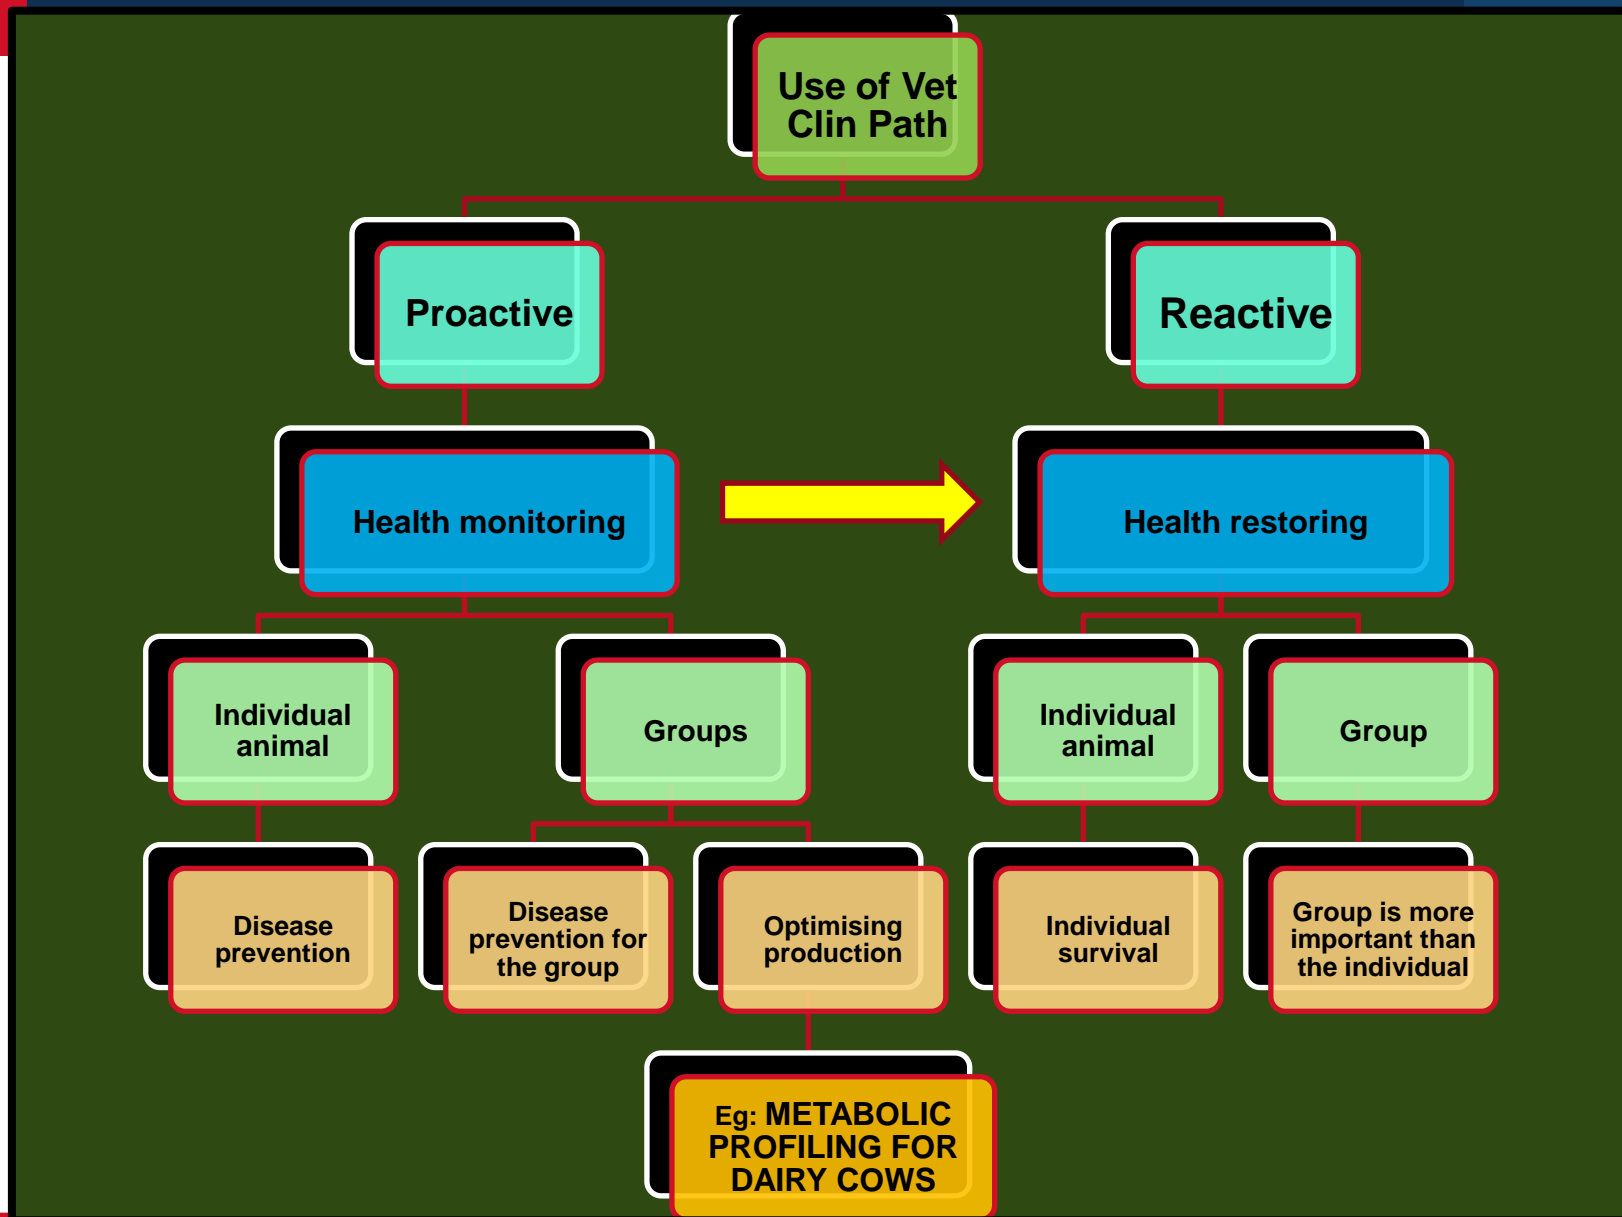 Use of Vet
Clin Path
Proactive
Reactive
Health monitoring
Health restoring
Individual
animal
Groups
Individual
animal
Group
Disease
prevention
Disease
prevention for
the group
Optimising
production
Individual
survival
Group is more
important than
the individual
Eg: METABOLIC
PROFILING FOR
DAIRY COWS